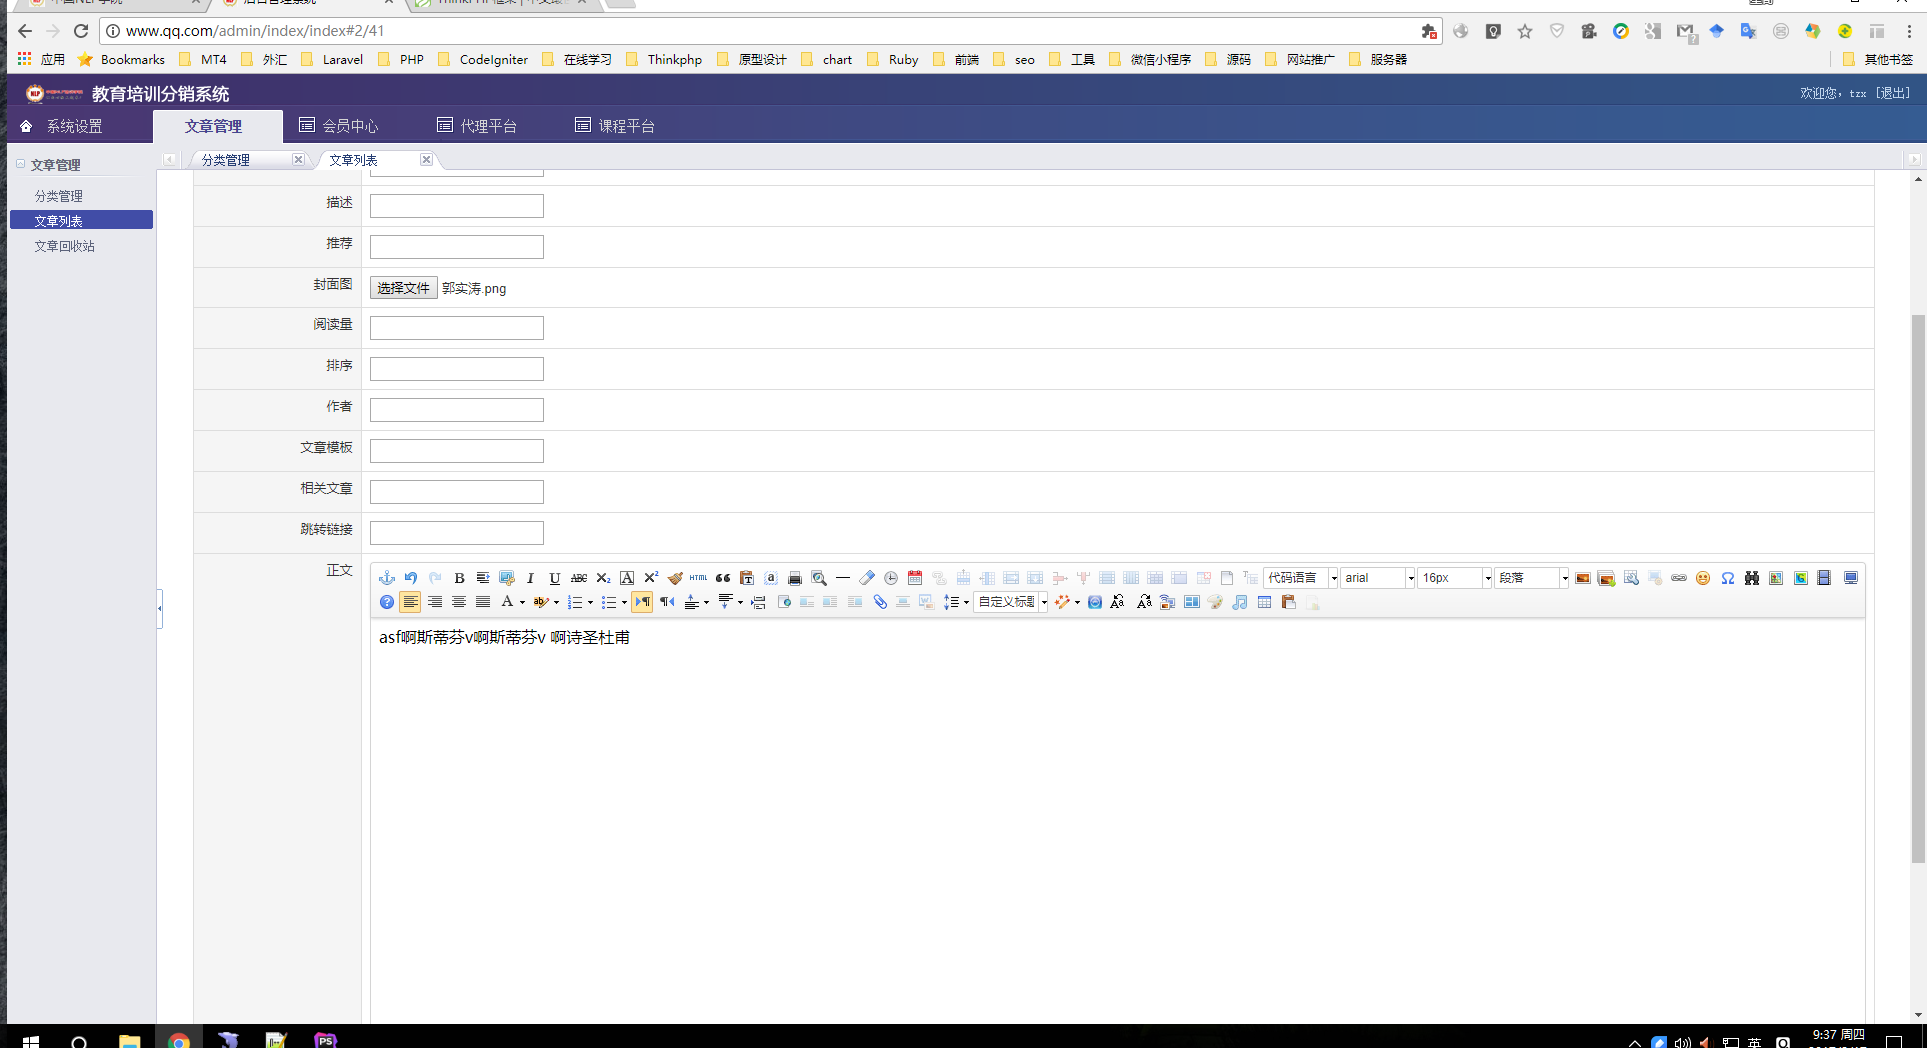 www.qq.com/admin/index/index#2/41
应用 Bookmarks MT4 外汇 Laravel PHP CodeIgniter 在线学习 Thinkphp 原型设计 chart Ruby 前端 seo 工具 微信小程序 源码 网站推广 服务器 其他书签
教育培训分销系统
欢迎您，tzx [退出]
系统设置 文章管理 会员中心 代理平台 课程平台
文章管理
分类管理 文章列表
分类管理
文章列表
文章回收站
描述
推荐
封面图 选择文件 郭实涛.png
阅读量
排序
作者
文章模板
相关文章
跳转链接
正文
B I U ABC X₂ A X² HTML 代码语言 arial 16px 段落
自定义标题
asf啊斯蒂芬v啊斯蒂芬v 啊诗圣杜甫
英
9:37 周四